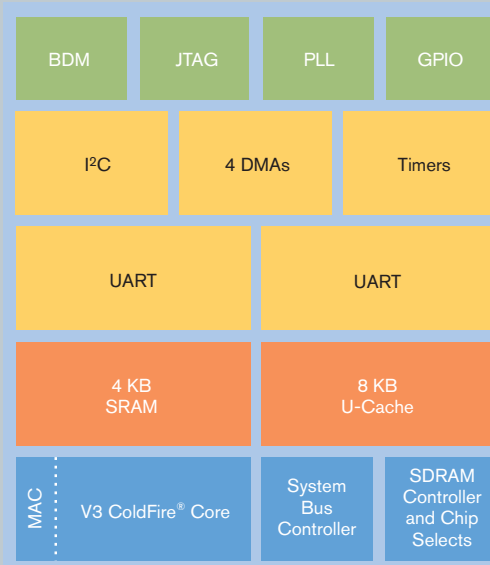 BDM
JTAG
PLL
GPIO
I²C
4 DMAs
Timers
UART
UART
4 KB
SRAM
8 KB
U-Cache
MAC
V3 ColdFire® Core
System
Bus
Controller
SDRAM
Controller
and Chip
Selects